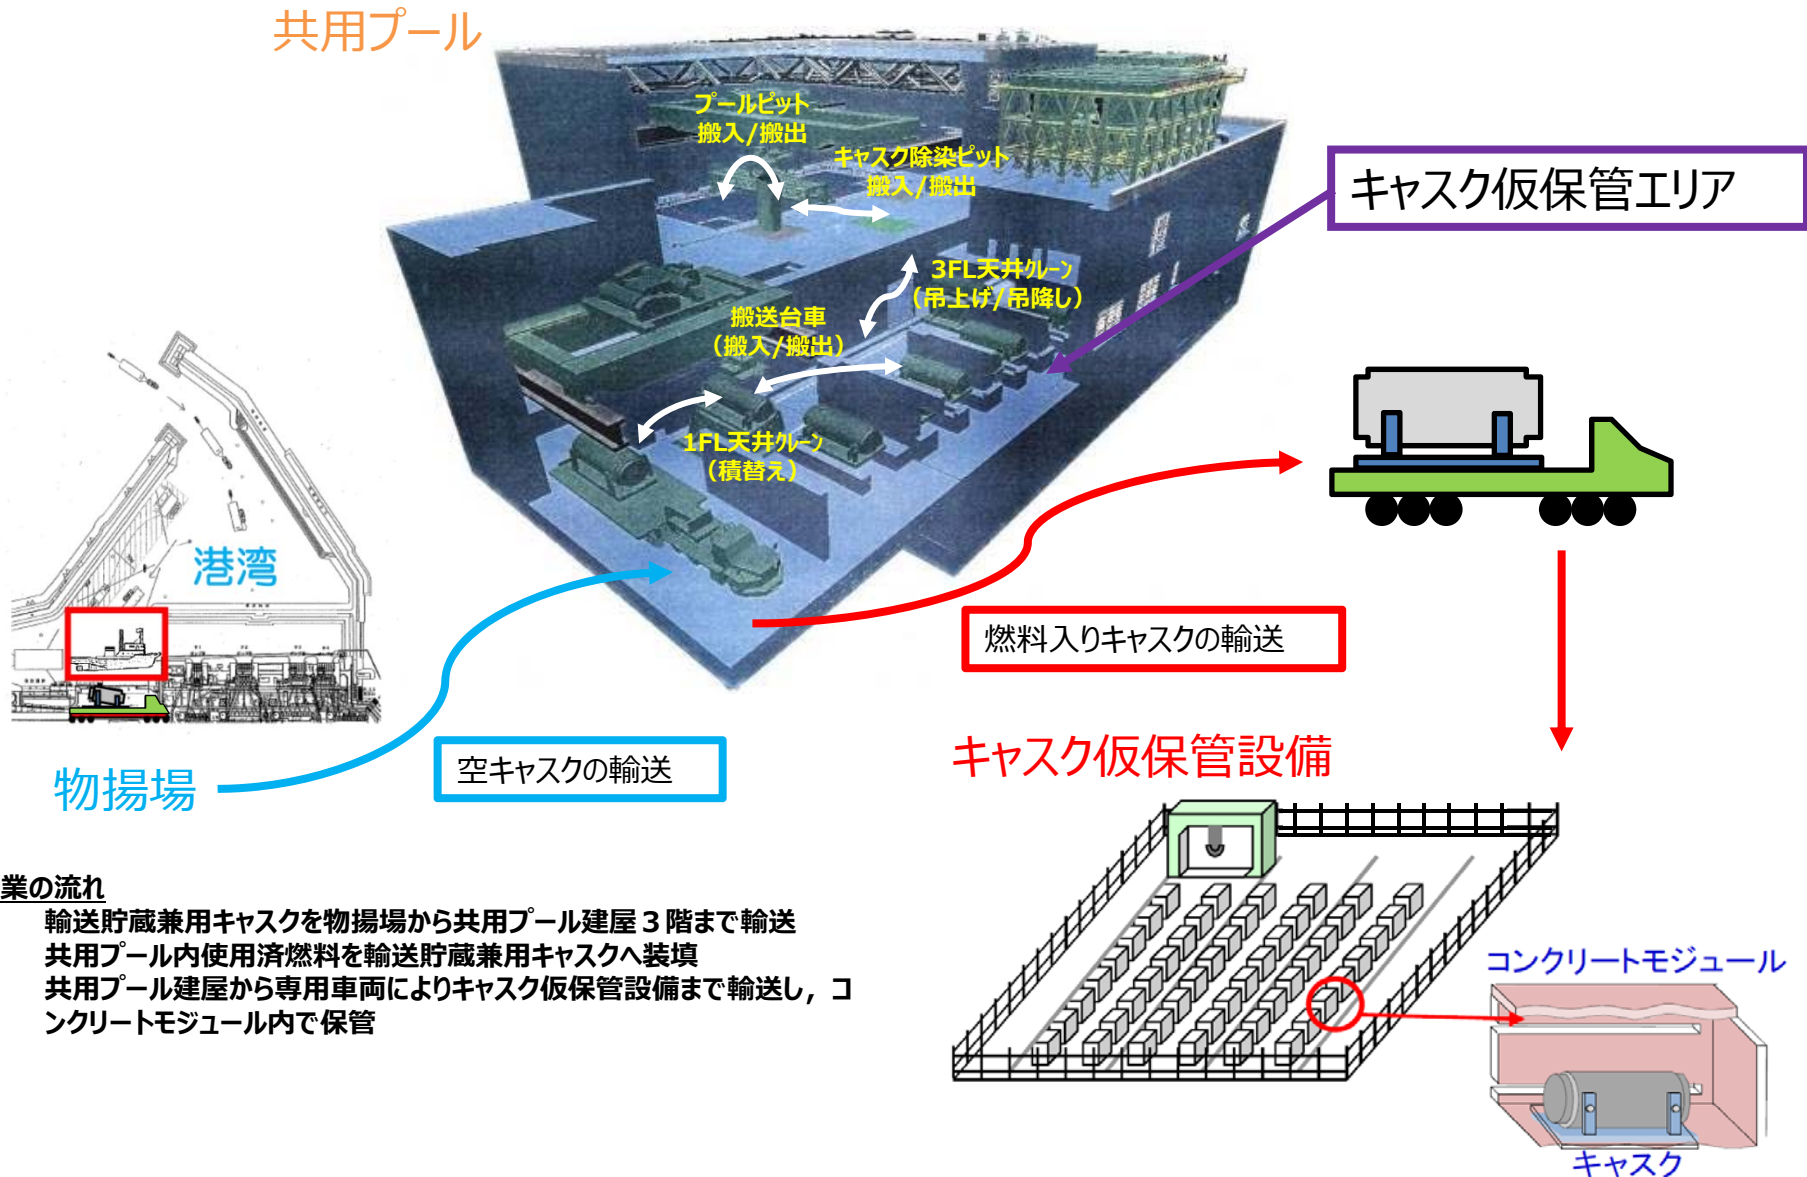 共用プール
プールピット
搬入/搬出
キャスク除染ピット
搬入/搬出
キャスク仮保管エリア
3FL天井クレーン
（吊上げ/吊降し）
搬送台車
（搬入/搬出）
1FL天井クレーン
（積替え）
港湾
燃料入りキャスクの輸送
物揚場
空キャスクの輸送
キャスク仮保管設備
業の流れ
輸送貯蔵兼用キャスクを物揚場から共用プール建屋３階まで輸送
共用プール内使用済燃料を輸送貯蔵兼用キャスクへ装填
共用プール建屋から専用車両によりキャスク仮保管設備まで輸送し，コ
ンクリートモジュール内で保管
コンクリートモジュール
キャスク